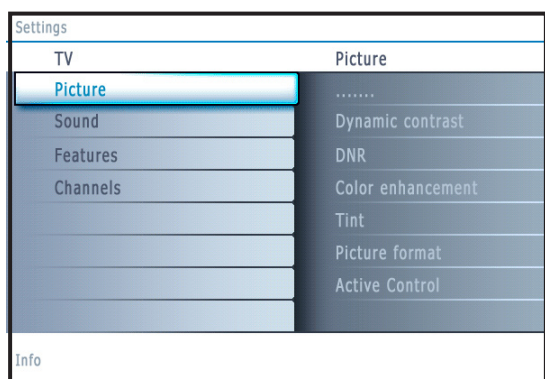 Settings
TV Picture
Picture .......
Sound Dynamic contrast
Features DNR
Channels Color enhancement
Tint
Picture format
Active Control
Info